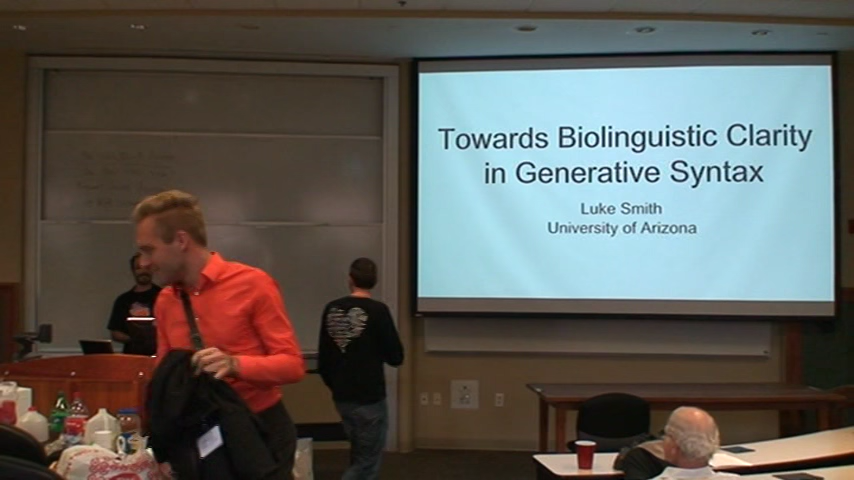 Towards Biolinguistic Clarity
in Generative Syntax
Luke Smith
University of Arizona